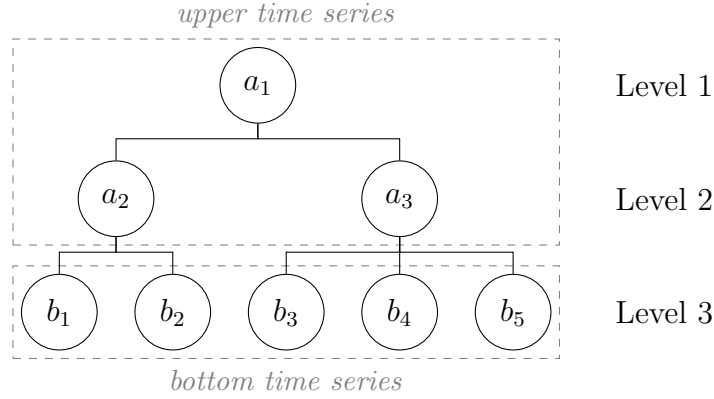 upper time series
a₁ Level 1
a₂ a₃ Level 2
b₁ b₂ b₃ b₄ b₅ Level 3
bottom time series